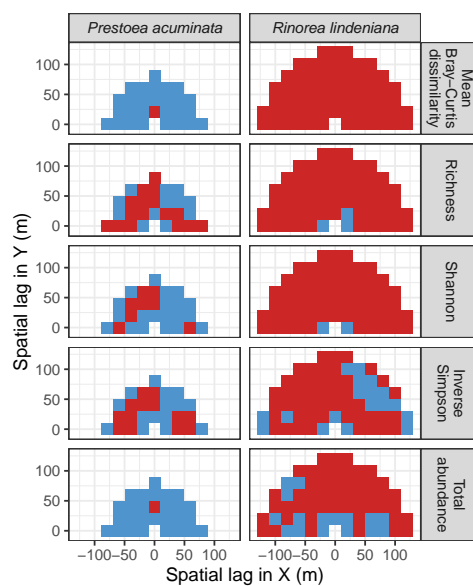 Prestoea acuminata
Rinorea lindeniana
Mean
Bray−Curtis
dissimilarity
Richness
Shannon
Inverse
Simpson
Total
abundance
Spatial lag in Y (m)
100
50
0
100
50
0
100
50
0
100
50
0
100
50
0
−100−50 0 50 100
−100−50 0 50 100
Spatial lag in X (m)